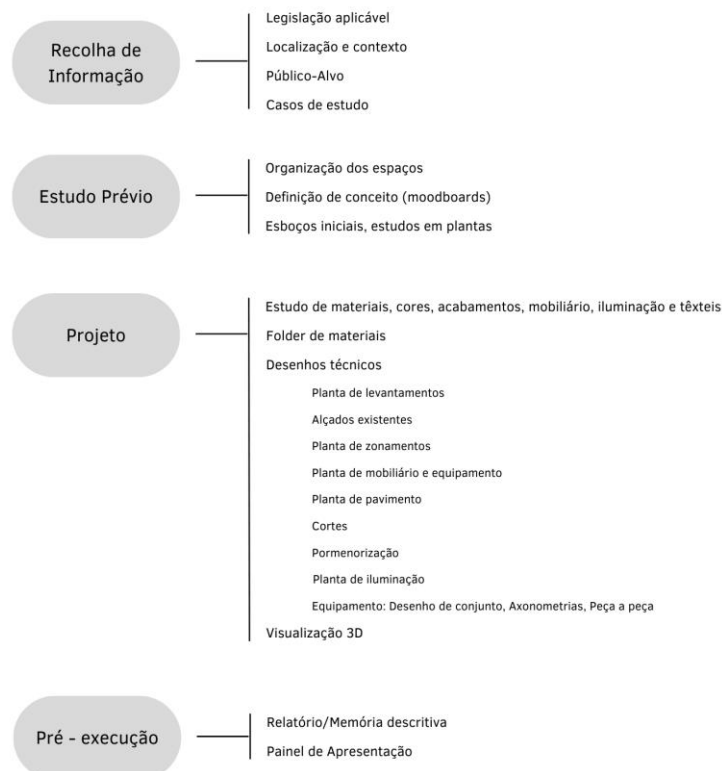 Recolha de
Informação
Legislação aplicável
Localização e contexto
Público-Alvo
Casos de estudo
Estudo Prévio
Organização dos espaços
Definição de conceito (moodboards)
Esboços iniciais, estudos em plantas
Projeto
Estudo de materiais, cores, acabamentos, mobiliário, iluminação e têxteis
Folder de materiais
Desenhos técnicos
Planta de levantamentos
Alçados existentes
Planta de zonamentos
Planta de mobiliário e equipamento
Planta de pavimento
Cortes
Pormenorização
Planta de iluminação
Equipamento: Desenho de conjunto, Axonometrias, Peça a peça
Visualização 3D
Pré - execução
Relatório/Memória descritiva
Painel de Apresentação